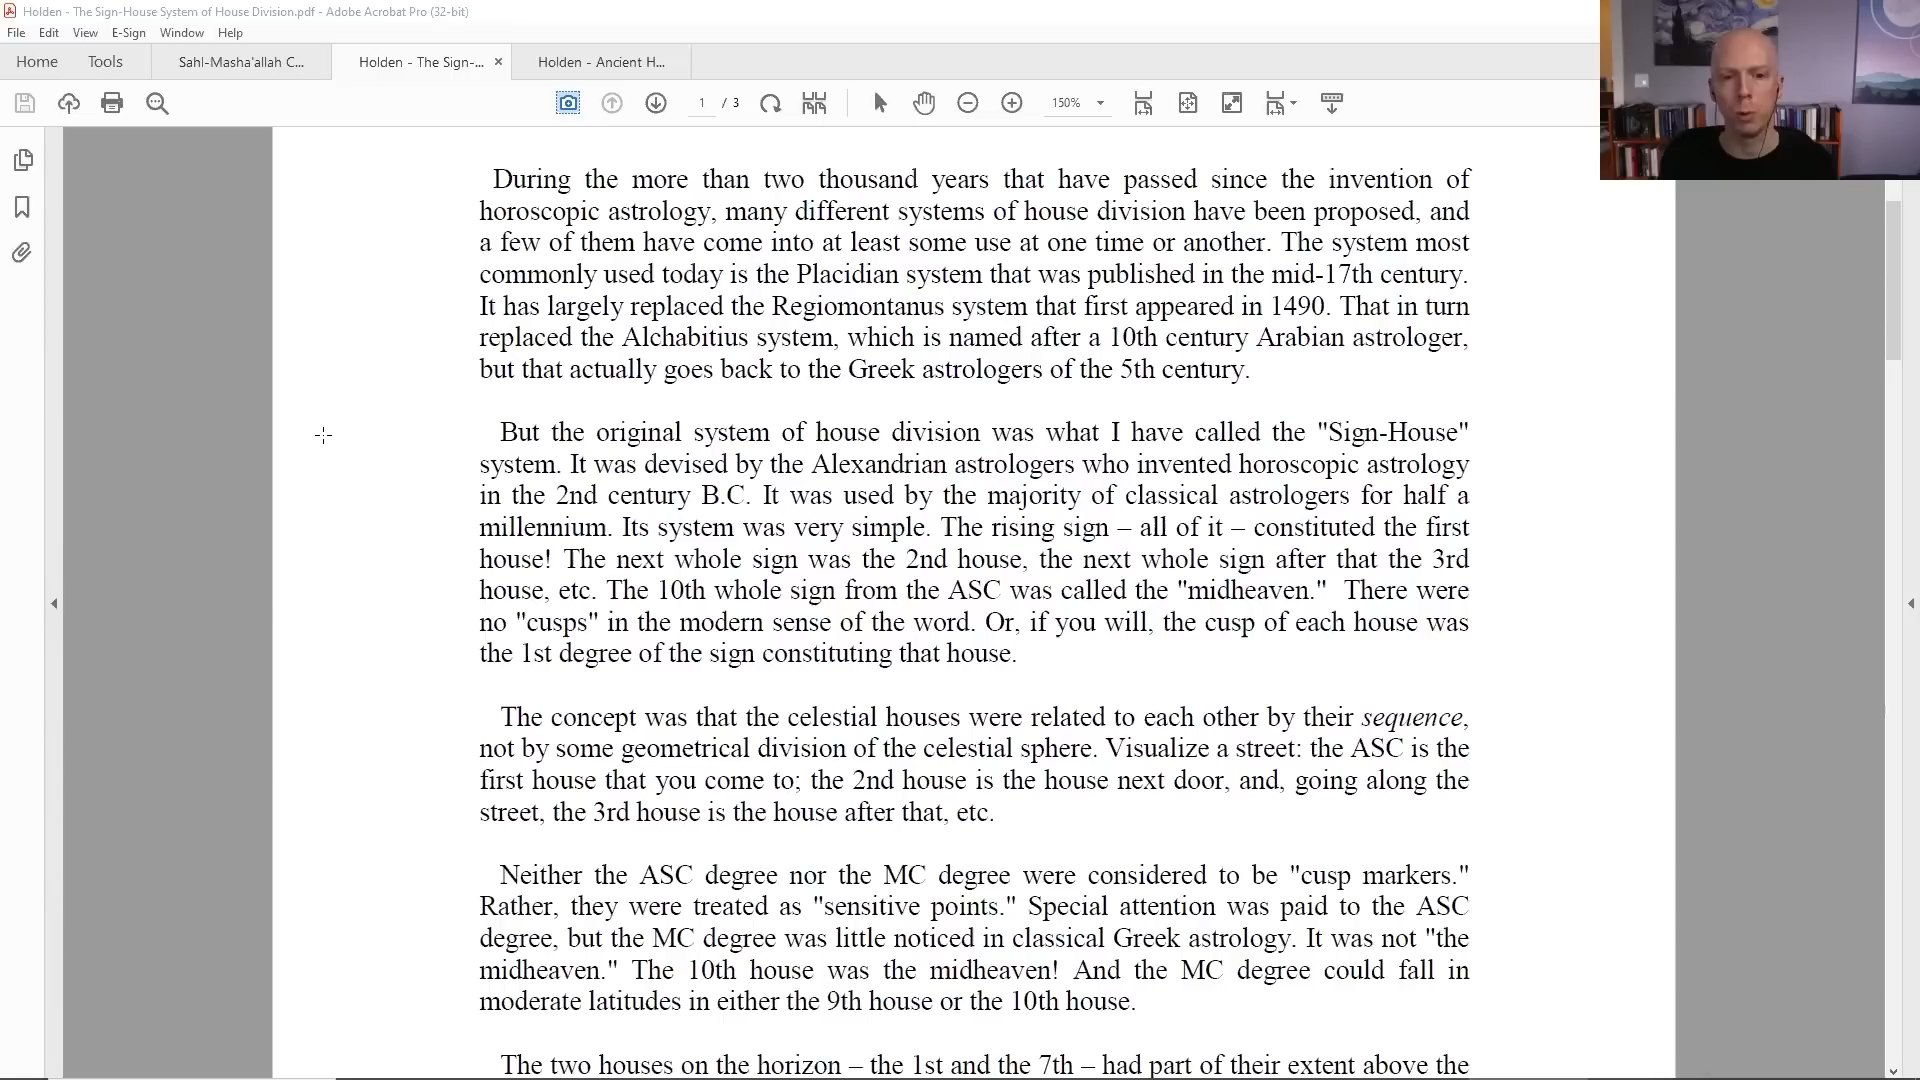 Holden - The Sign-House System of House Division.pdf - Adobe Acrobat Pro (32-bit)
File Edit View E-Sign Window Help
Home Tools Sahl-Masha'allah C... Holden - The Sign-... × Holden - Ancient H...
1 / 3 150%
During the more than two thousand years that have passed since the invention of
horoscopic astrology, many different systems of house division have been proposed, and
a few of them have come into at least some use at one time or another. The system most
commonly used today is the Placidian system that was published in the mid-17th century.
It has largely replaced the Regiomontanus system that first appeared in 1490. That in turn
replaced the Alchabitius system, which is named after a 10th century Arabian astrologer,
but that actually goes back to the Greek astrologers of the 5th century.
But the original system of house division was what I have called the "Sign-House"
system. It was devised by the Alexandrian astrologers who invented horoscopic astrology
in the 2nd century B.C. It was used by the majority of classical astrologers for half a
millennium. Its system was very simple. The rising sign – all of it – constituted the first
house! The next whole sign was the 2nd house, the next whole sign after that the 3rd
house, etc. The 10th whole sign from the ASC was called the "midheaven." There were
no "cusps" in the modern sense of the word. Or, if you will, the cusp of each house was
the 1st degree of the sign constituting that house.
The concept was that the celestial houses were related to each other by their sequence,
not by some geometrical division of the celestial sphere. Visualize a street: the ASC is the
first house that you come to; the 2nd house is the house next door, and, going along the
street, the 3rd house is the house after that, etc.
Neither the ASC degree nor the MC degree were considered to be "cusp markers."
Rather, they were treated as "sensitive points." Special attention was paid to the ASC
degree, but the MC degree was little noticed in classical Greek astrology. It was not "the
midheaven." The 10th house was the midheaven! And the MC degree could fall in
moderate latitudes in either the 9th house or the 10th house.
The two houses on the horizon – the 1st and the 7th – had part of their extent above the